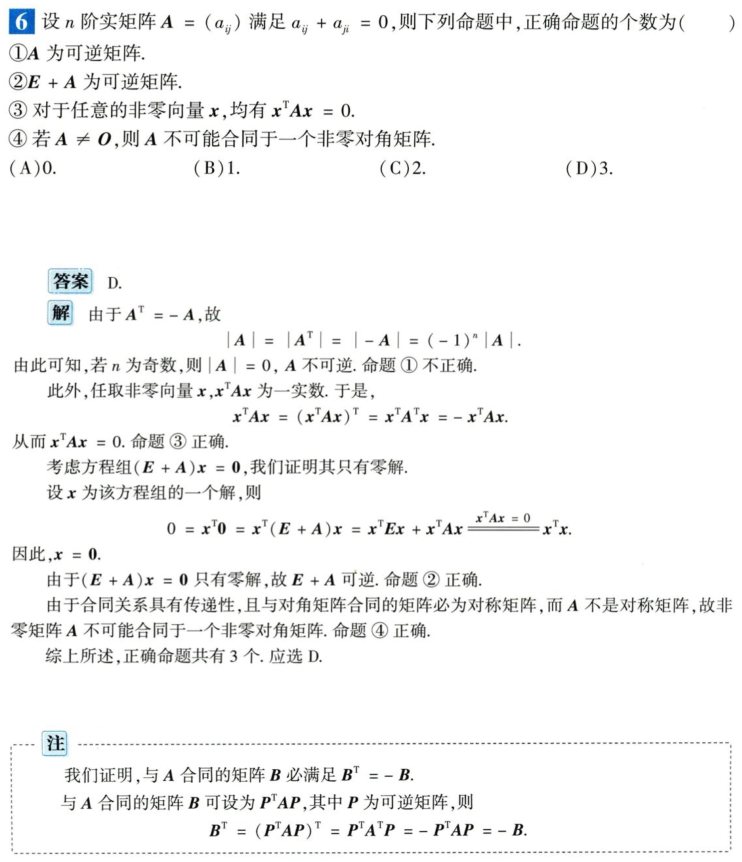 6 设 n 阶实矩阵 A = (aᵢⱼ) 满足 aᵢⱼ + aⱼᵢ = 0,则下列命题中,正确命题的个数为( )
①A 为可逆矩阵.
②E + A 为可逆矩阵.
③ 对于任意的非零向量 x,均有 xᵀAx = 0.
④ 若 A ≠ O,则 A 不可能合同于一个非零对角矩阵.
(A)0. (B)1. (C)2. (D)3.
答案 D.
解 由于 Aᵀ = - A,故
|A| = |Aᵀ| = |- A| = (- 1)ⁿ|A|.
由此可知,若 n 为奇数,则 |A| = 0, A 不可逆. 命题 ① 不正确.
此外,任取非零向量 x,xᵀAx 为一实数. 于是,
xᵀAx = (xᵀAx)ᵀ = xᵀAᵀx = - xᵀAx.
从而 xᵀAx = 0. 命题 ③ 正确.
考虑方程组(E + A)x = 0,我们证明其只有零解.
设 x 为该方程组的一个解,则
0 = xᵀ0 = xᵀ(E + A)x = xᵀEx + xᵀAx \xlongequal{xᵀAx = 0} xᵀx.
因此,x = 0.
由于(E + A)x = 0 只有零解,故 E + A 可逆. 命题 ② 正确.
由于合同关系具有传递性,且与对角矩阵合同的矩阵必为对称矩阵,而 A 不是对称矩阵,故非
零矩阵 A 不可能合同于一个非零对角矩阵. 命题 ④ 正确.
综上所述,正确命题共有 3 个. 应选 D.
注
我们证明,与 A 合同的矩阵 B 必满足 Bᵀ = - B.
与 A 合同的矩阵 B 可设为 PᵀAP,其中 P 为可逆矩阵,则
Bᵀ = (PᵀAP)ᵀ = PᵀAᵀP = - PᵀAP = - B.